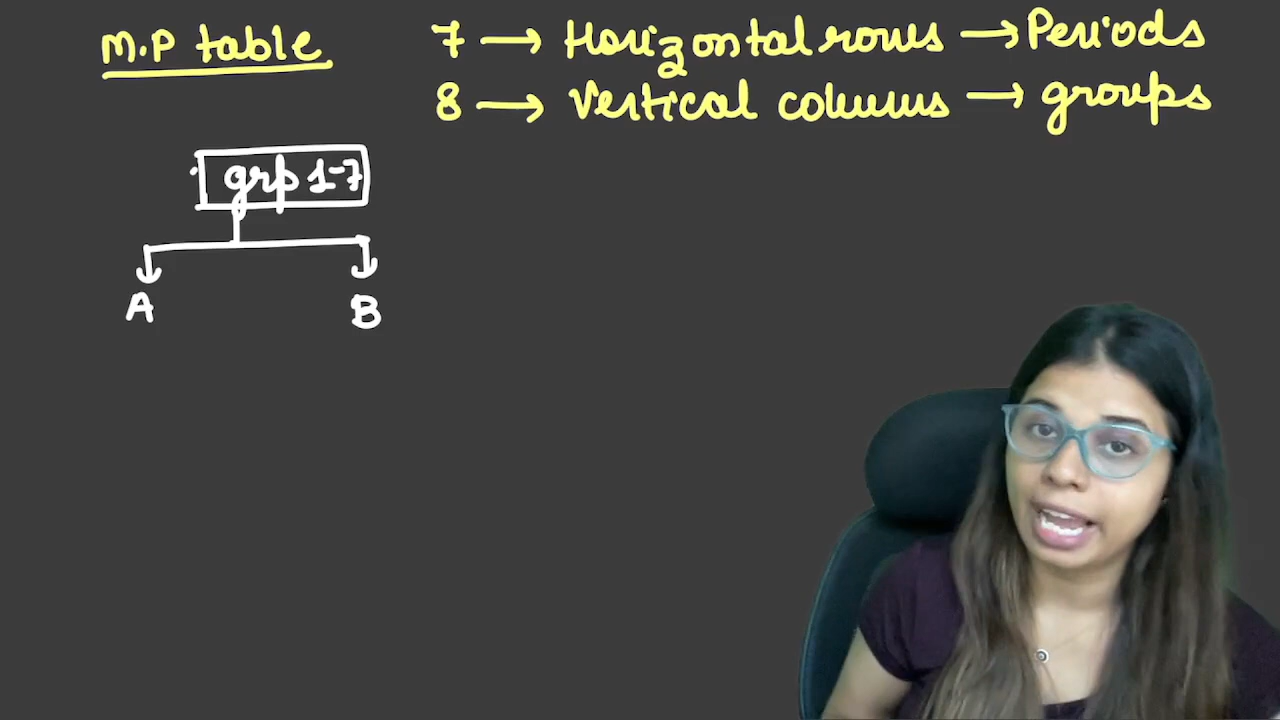 M.P table
7 → Horizontal rows → Periods
8 → Vertical columns → groups
grp 1-7
A B